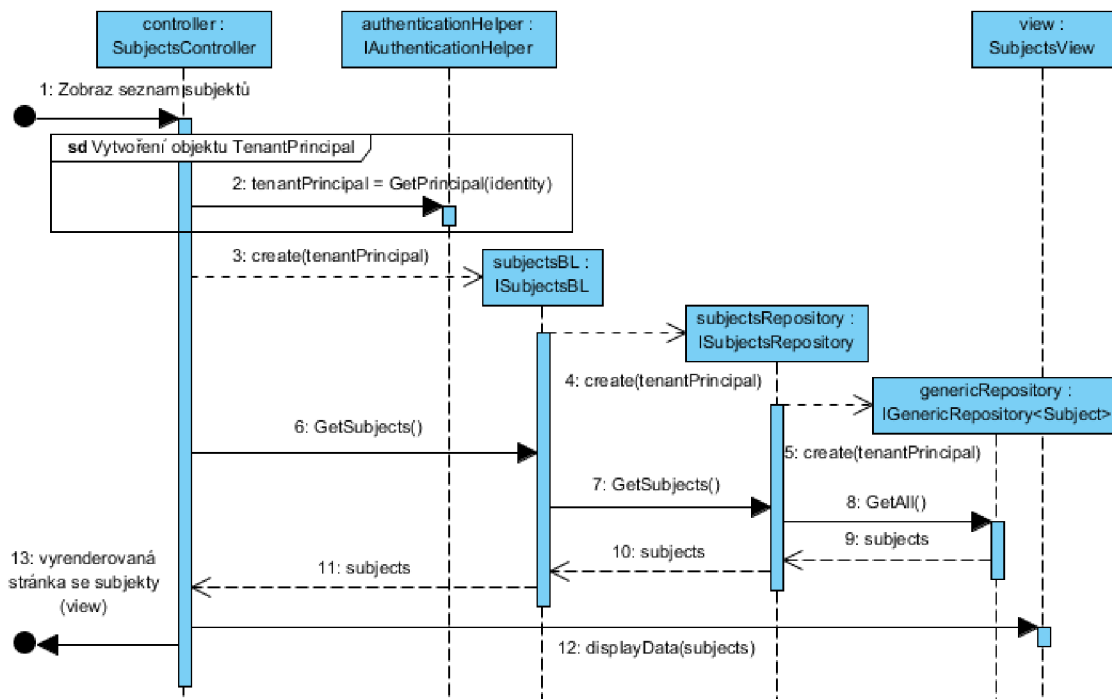 controller :
SubjectsController
authenticationHelper :
IAuthenticationHelper
view :
SubjectsView
1: Zobraz seznam subjektů
sd Vytvoření objektu TenantPrincipal
2: tenantPrincipal = GetPrincipal(identity)
3: create(tenantPrincipal)
subjectsBL :
ISubjectsBL
subjectsRepository :
ISubjectsRepository
4: create(tenantPrincipal)
genericRepository :
IGenericRepository<Subject>
5: create(tenantPrincipal)
6: GetSubjects()
7: GetSubjects()
8: GetAll()
9: subjects
10: subjects
11: subjects
12: displayData(subjects)
13: vyrenderovaná
stránka se subjekty
(view)